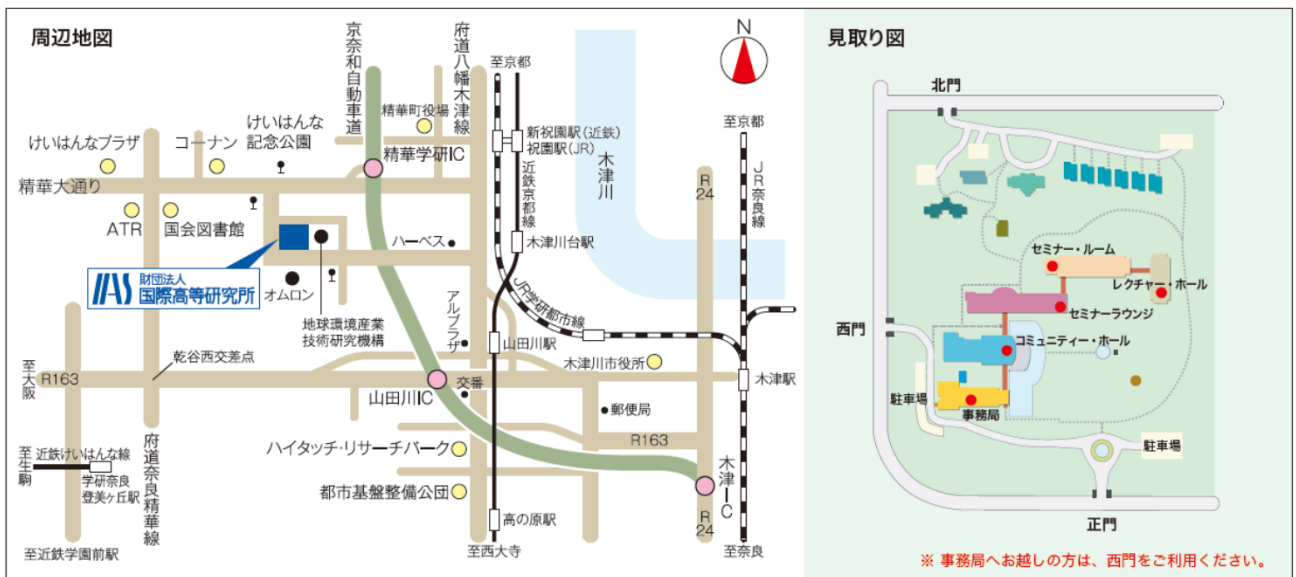 周辺地図
京奈和自動車道
府道八幡木津線
至京都
N
精華町役場
新祝園駅(近鉄)
祝園駅(JR)
木津川
至京都
けいはんなプラザ
コーナン
けいはんな
記念公園
精華学研IC
近鉄京都線
R
24
JR奈良線
精華大通り
ATR
国会図書館
ハーベス
木津川台駅
IIAS
財団法人
国際高等研究所
オムロン
地球環境産業
技術研究機構
アルプラザ
JR学研都市線
山田川駅
乾谷西交差点
至大阪
R163
木津川市役所
木津駅
山田川IC
交番
郵便局
R163
ハイタッチ・リサーチパーク
木津IC
至生駒
近鉄けいはんな線
学研奈良
登美ヶ丘駅
府道奈良精華線
都市基盤整備公団
高の原駅
R
24
至近鉄学園前駅
至西大寺
至奈良
見取り図
北門
セミナー・ルーム
レクチャー・ホール
セミナーラウンジ
西門
コミュニティー・ホール
駐車場
事務局
駐車場
正門
※ 事務局へお越しの方は、西門をご利用ください。